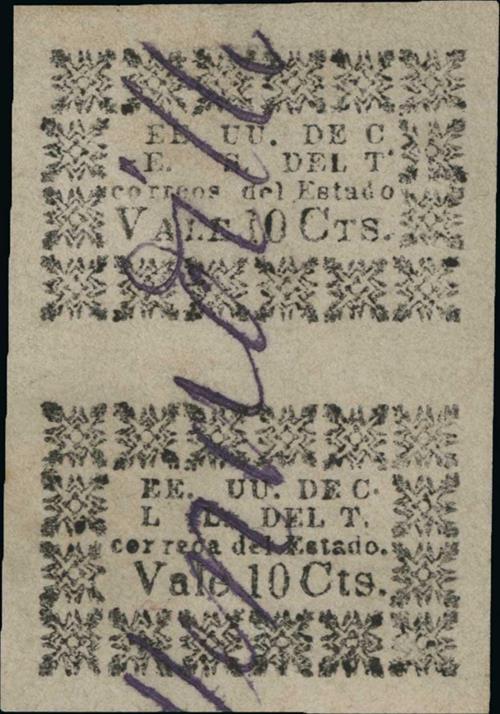 EE. UU. DE C.
E. S. DEL T.
correos del Estado
VALE 10 CTS.
EE. UU. DE C.
L L. DEL T.
correca del Estado.
Vale 10 Cts.